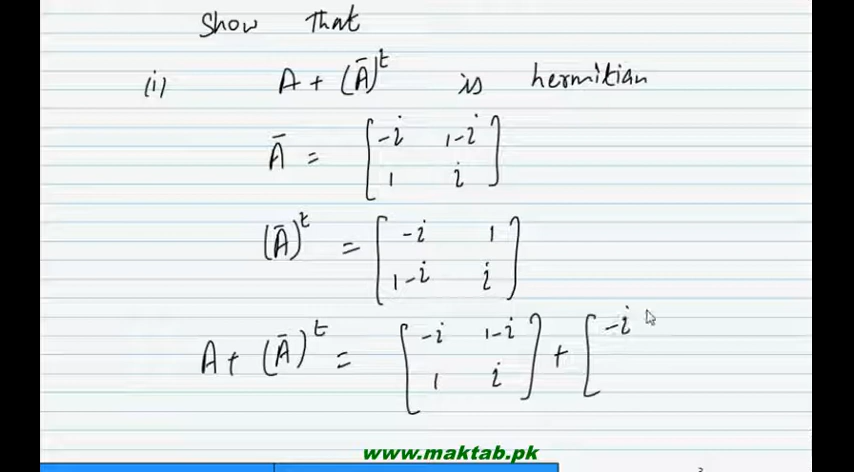 Show That
(i) A + (Ā)ᵗ is hermitian
Ā = [-i 1-i
1 i]
(Ā)ᵗ = [-i 1
1-i i]
A + (Ā)ᵗ = [-i 1-i
1 i] + [-i
www.maktab.pk